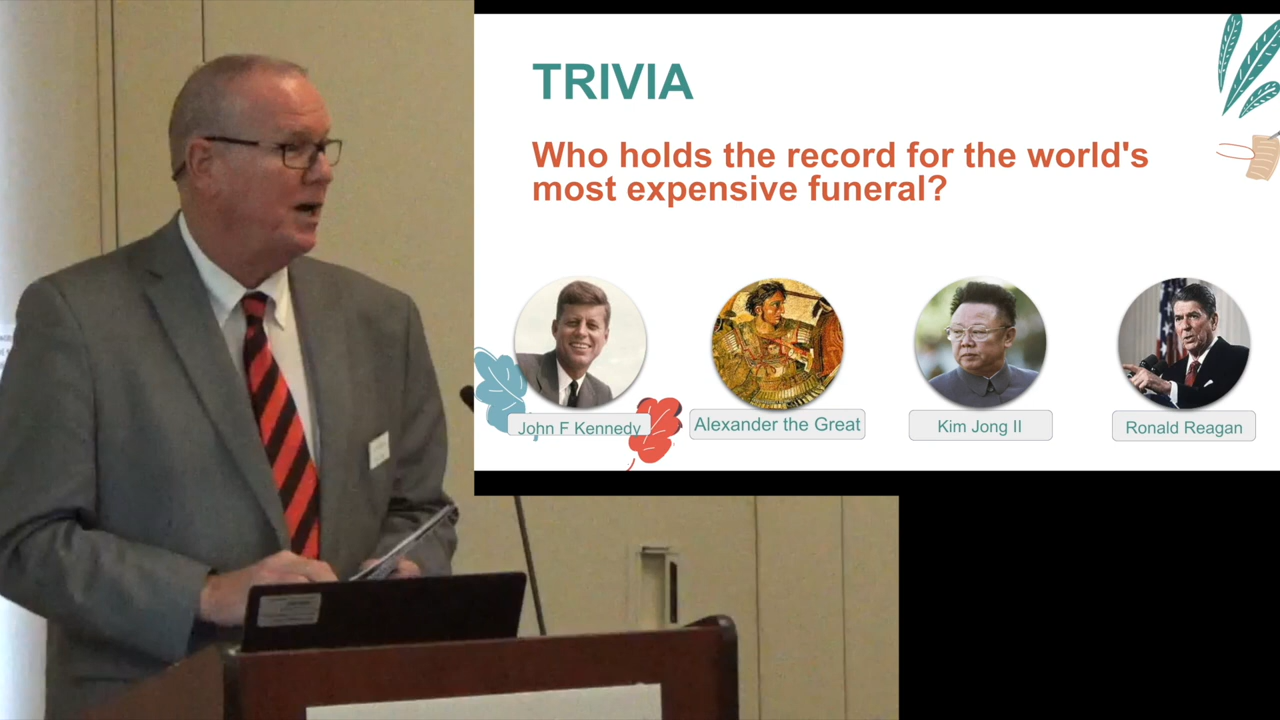 TRIVIA
Who holds the record for the world's
most expensive funeral?
John F Kennedy
Alexander the Great
Kim Jong II
Ronald Reagan